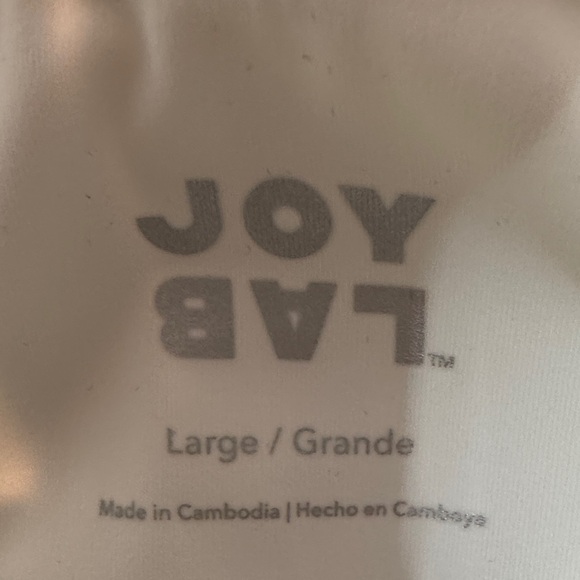 JOY
LAB™
Large / Grande
Made in Cambodia | Hecho en Camboya